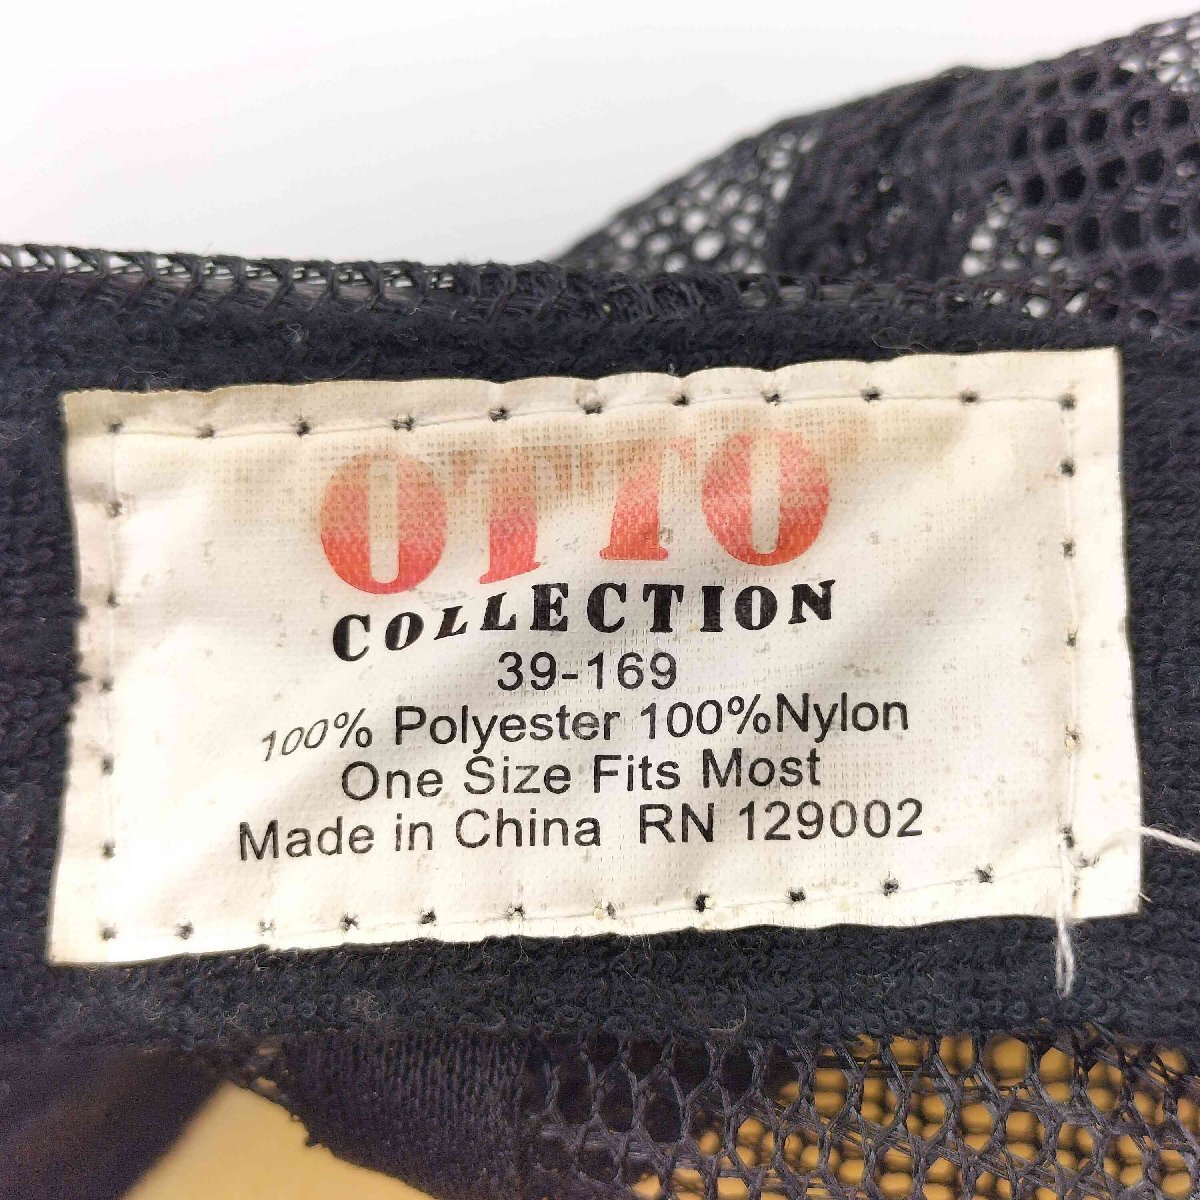 OTTO
COLLECTION
39-169
100% Polyester 100%Nylon
One Size Fits Most
Made in China RN 129002